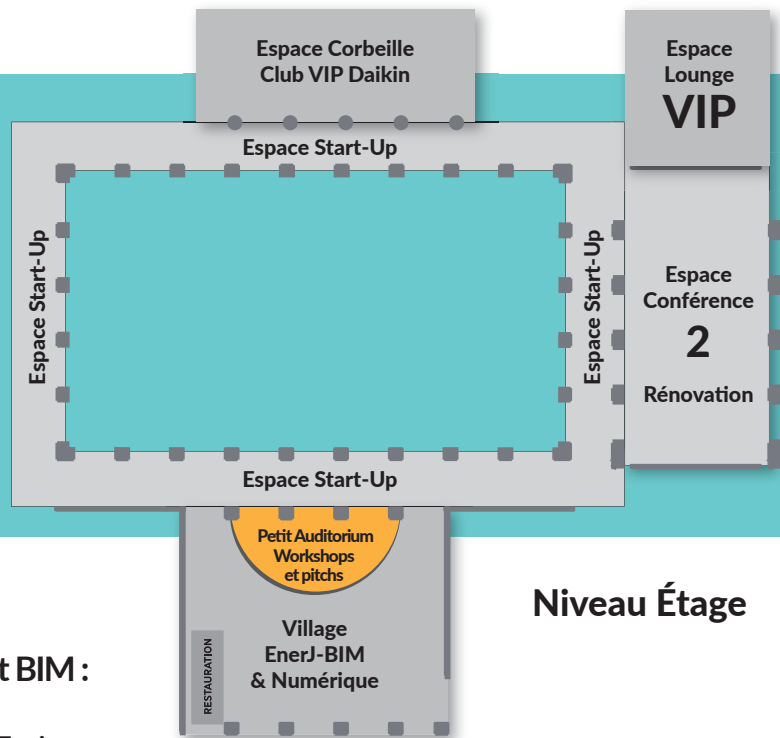 Espace Corbeille
Club VIP Daikin
Espace
Lounge
VIP
Espace Start-Up
Espace Start-Up
Espace Start-Up
Espace
Conférence
2
Rénovation
Espace Start-Up
Petit Auditorium
Workshops
et pitchs
Niveau Étage
Village
EnerJ-BIM
& Numérique
RESTAURATION
t BIM :